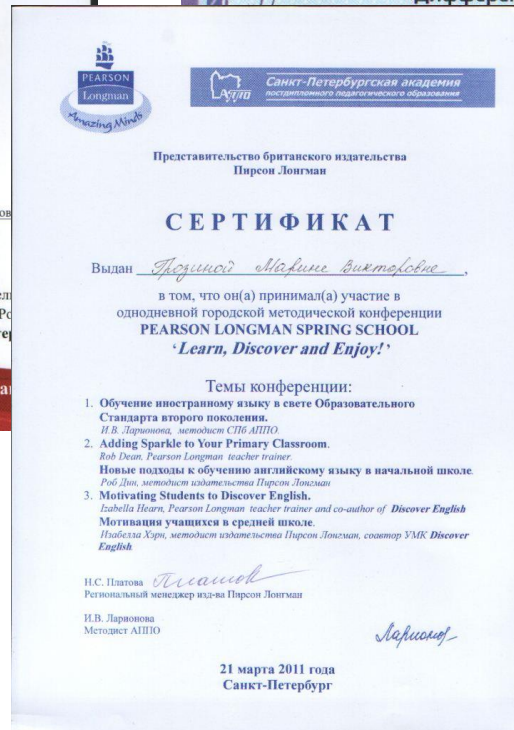 PEARSON
Longman
Amazing Minds
АППО
Санкт-Петербургская академия
постдипломного педагогического образования
Представительство британского издательства
Пирсон Лонгман
СЕРТИФИКАТ
Выдан Грозиной Марине Викторовне,
в том, что он(а) принимал(а) участие в
однодневной городской методической конференции
PEARSON LONGMAN SPRING SCHOOL
‘Learn, Discover and Enjoy!’
Темы конференции:
1. Обучение иностранному языку в свете Образовательного
Стандарта второго поколения.
И.В. Ларионова, методист СПб АППО.
2. Adding Sparkle to Your Primary Classroom.
Rob Dean, Pearson Longman teacher trainer.
Новые подходы к обучению английскому языку в начальной школе.
Роб Дин, методист издательства Пирсон Лонгман
3. Motivating Students to Discover English.
Izabella Hearn, Pearson Longman teacher trainer and co-author of Discover English
Мотивация учащихся в средней школе.
Изабелла Хэрн, методист издательства Пирсон Лонгман, соавтор УМК Discover
English
Н.С. Платова
Региональный менеджер изд-ва Пирсон Лонгман
И.В. Ларионова
Методист АППО
21 марта 2011 года
Санкт-Петербург